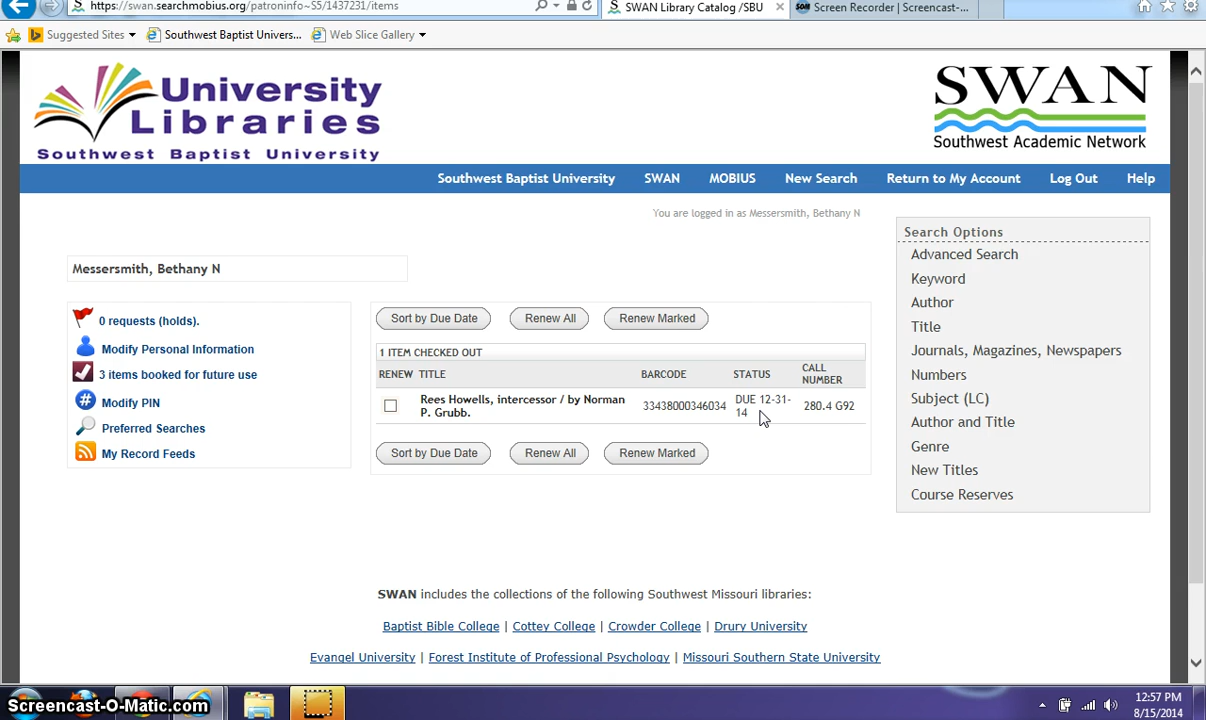 https://swan.searchmobius.org/patroninfo~S5/1437231/items
SWAN Library Catalog /SBU
Screen Recorder | Screencast-...
Suggested Sites
Southwest Baptist Univers...
Web Slice Gallery
University
Libraries
Southwest Baptist University
SWAN
Southwest Academic Network
Southwest Baptist University SWAN MOBIUS New Search Return to My Account Log Out Help
You are logged in as Messersmith, Bethany N
Messersmith, Bethany N
0 requests (holds).
Modify Personal Information
3 items booked for future use
Modify PIN
Preferred Searches
My Record Feeds
Sort by Due Date Renew All Renew Marked
1 ITEM CHECKED OUT
RENEW TITLE BARCODE STATUS CALL NUMBER
Rees Howells, intercessor / by Norman
P. Grubb.
33438000346034
DUE 12-31-
14
280.4 G92
Sort by Due Date Renew All Renew Marked
Search Options
Advanced Search
Keyword
Author
Title
Journals, Magazines, Newspapers
Numbers
Subject (LC)
Author and Title
Genre
New Titles
Course Reserves
SWAN includes the collections of the following Southwest Missouri libraries:
Baptist Bible College | Cottey College | Crowder College | Drury University
Evangel University | Forest Institute of Professional Psychology | Missouri Southern State University
Screencast-O-Matic.com
12:57 PM
8/15/2014